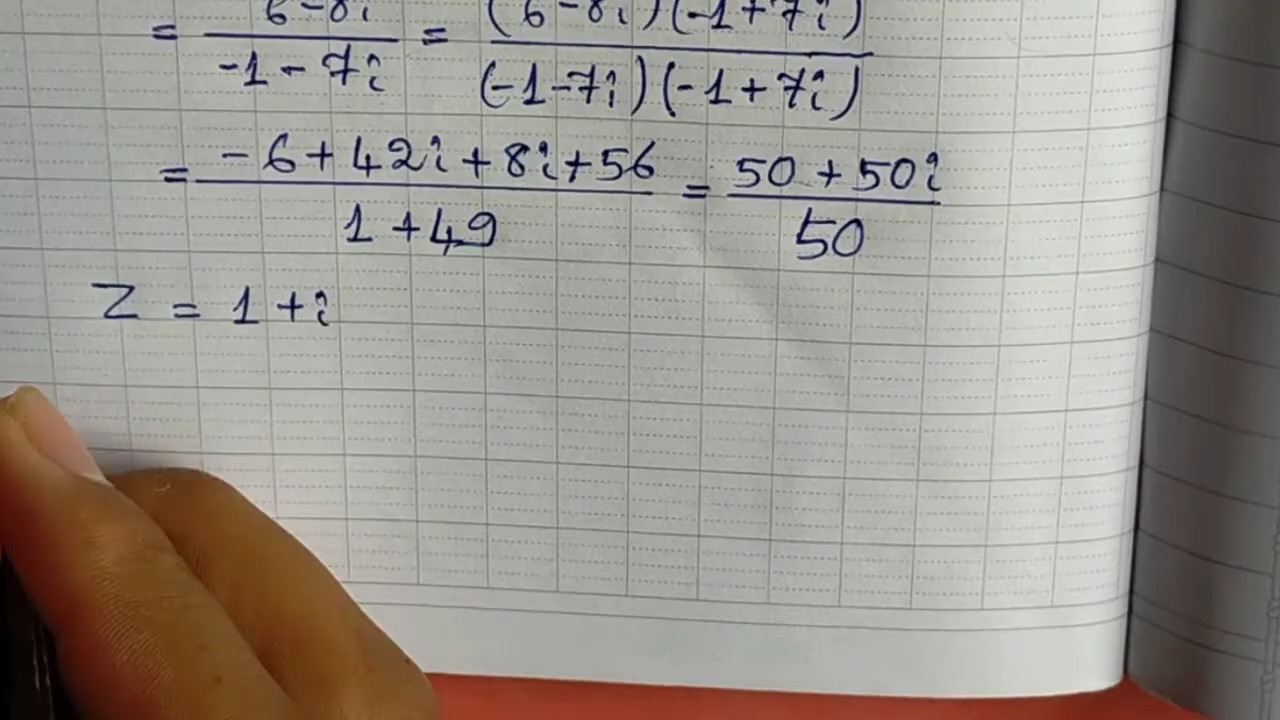 = 6-8i / -1-7i = (6-8i)(-1+7i) / (-1-7i)(-1+7i)
= -6+42i+8i+56 / 1+49 = 50+50i / 50
Z = 1+i